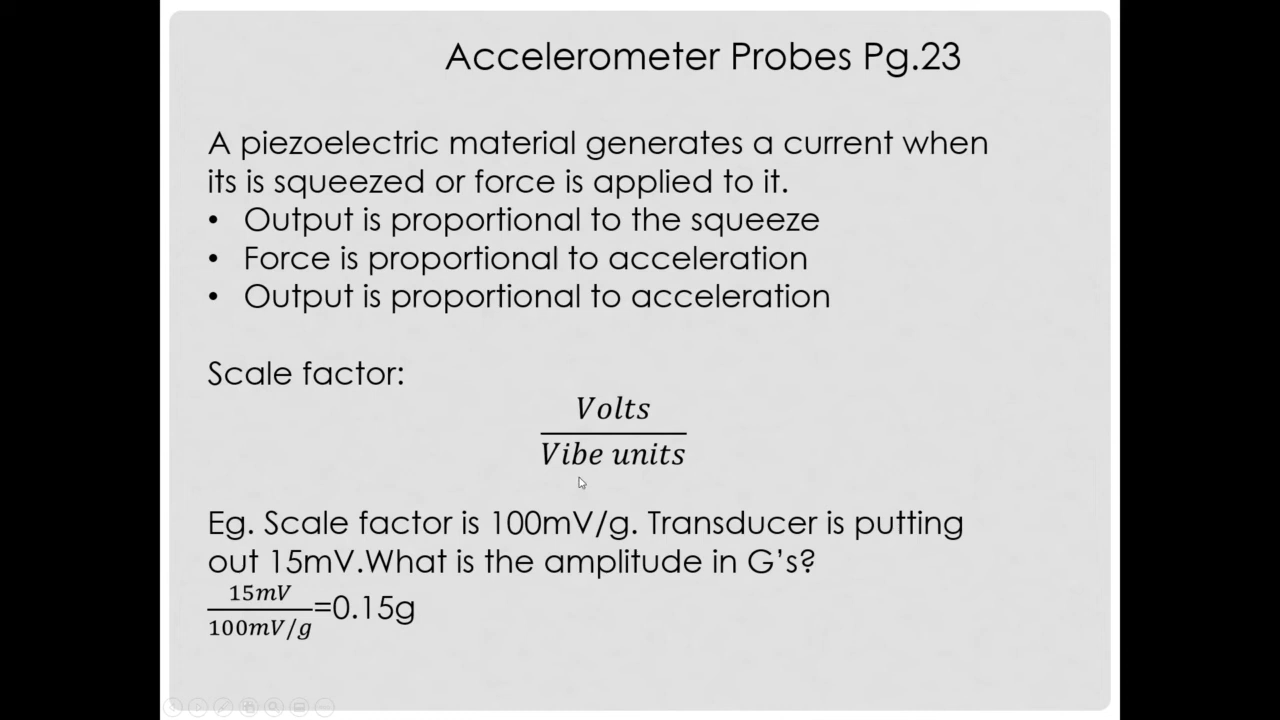 Accelerometer Probes Pg.23
A piezoelectric material generates a current when
its is squeezed or force is applied to it.
• Output is proportional to the squeeze
• Force is proportional to acceleration
• Output is proportional to acceleration
Scale factor:
Volts
Vibe units
Eg. Scale factor is 100mV/g. Transducer is putting
out 15mV.What is the amplitude in G's?
15mV
100mV/g
=0.15g